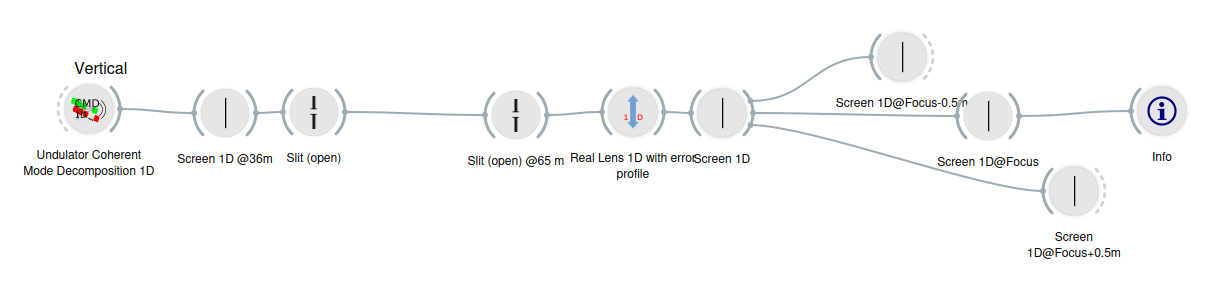 Vertical
CMD
1D
Undulator Coherent
Mode Decomposition 1D
Screen 1D @36m
Slit (open)
Slit (open) @65 m
1 D
Real Lens 1D with error
profile
Screen 1D
Screen 1D@Focus-0.5m
Screen 1D@Focus
Screen
1D@Focus+0.5m
i
Info